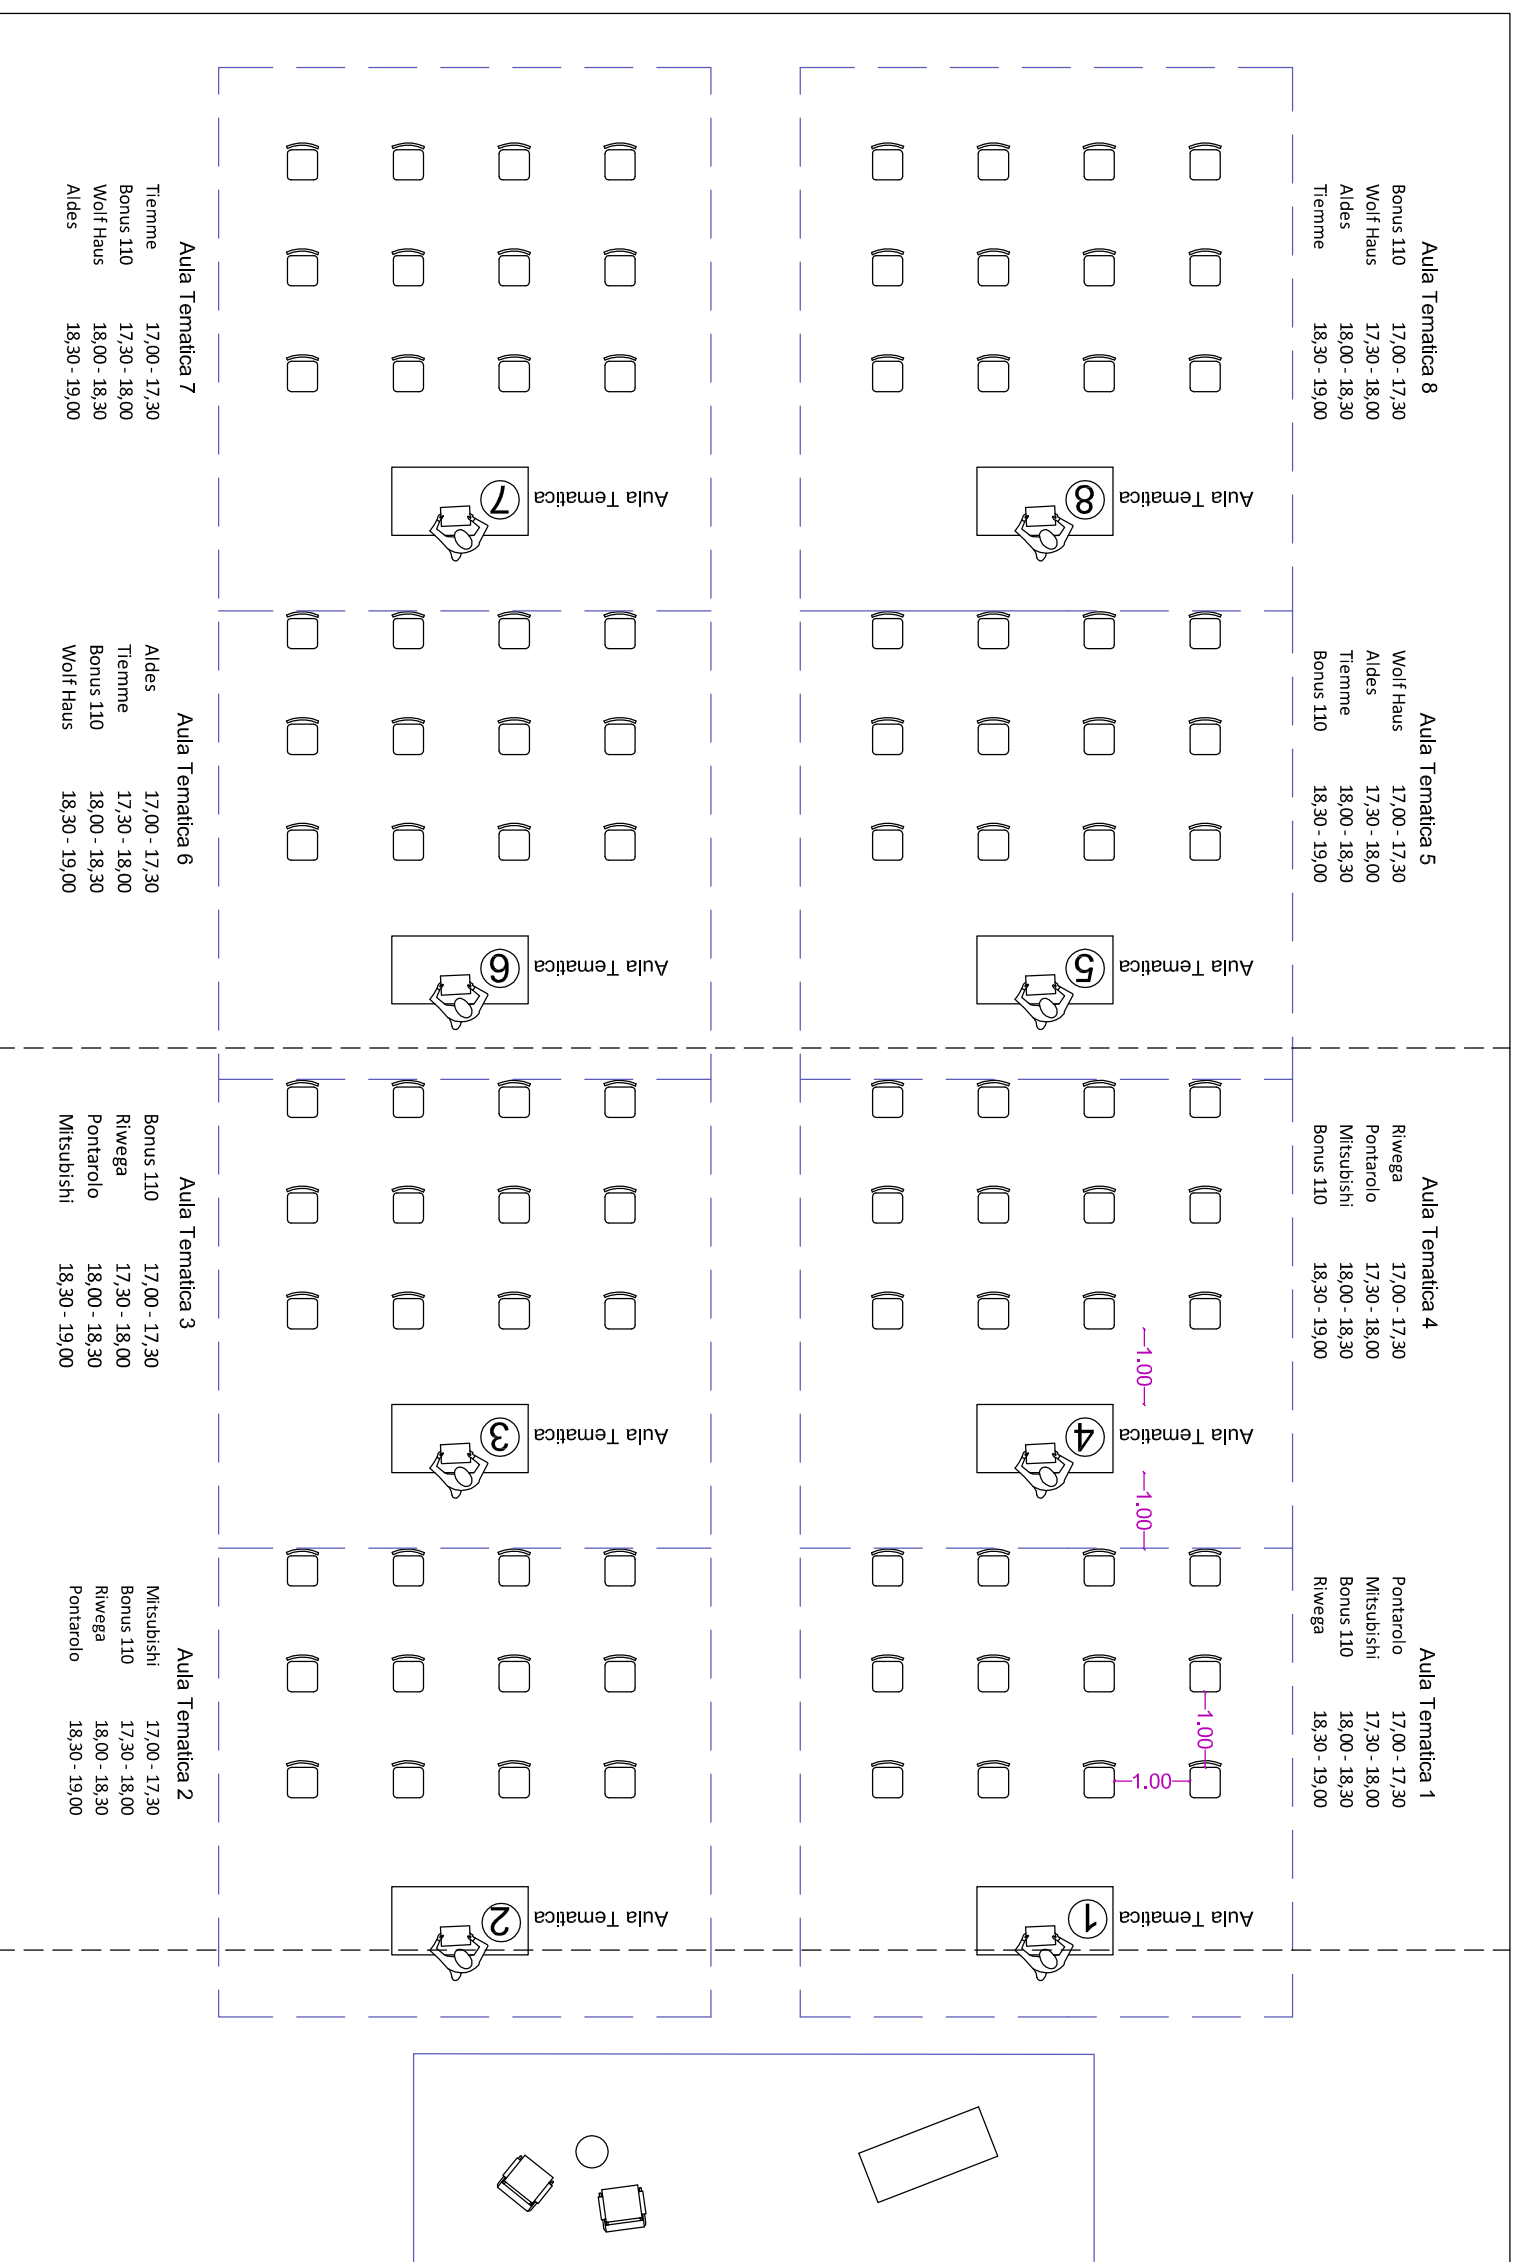 Aula Tematica 8
Bonus 110 17,00 - 17,30
Wolf Haus 17,30 - 18,00
Aldes 18,00 - 18,30
Tiemme 18,30 - 19,00
Aula Tematica 5
Wolf Haus 17,00 - 17,30
Aldes 17,30 - 18,00
Tiemme 18,00 - 18,30
Bonus 110 18,30 - 19,00
Aula Tematica 4
Riwega 17,00 - 17,30
Pontarolo 17,30 - 18,00
Mitsubishi 18,00 - 18,30
Bonus 110 18,30 - 19,00
Aula Tematica 1
Pontarolo 17,00 - 17,30
Mitsubishi 17,30 - 18,00
Bonus 110 18,00 - 18,30
Riwega 18,30 - 19,00
Aula Tematica 8
Aula Tematica 5
Aula Tematica 4
Aula Tematica 1
1.00
1.00
1.00
1.00
Aula Tematica 7
Aula Tematica 6
Aula Tematica 3
Aula Tematica 2
Aula Tematica 7
Tiemme 17,00 - 17,30
Bonus 110 17,30 - 18,00
Wolf Haus 18,00 - 18,30
Aldes 18,30 - 19,00
Aula Tematica 6
Aldes 17,00 - 17,30
Tiemme 17,30 - 18,00
Bonus 110 18,00 - 18,30
Wolf Haus 18,30 - 19,00
Aula Tematica 3
Bonus 110 17,00 - 17,30
Riwega 17,30 - 18,00
Pontarolo 18,00 - 18,30
Mitsubishi 18,30 - 19,00
Aula Tematica 2
Mitsubishi 17,00 - 17,30
Bonus 110 17,30 - 18,00
Riwega 18,00 - 18,30
Pontarolo 18,30 - 19,00